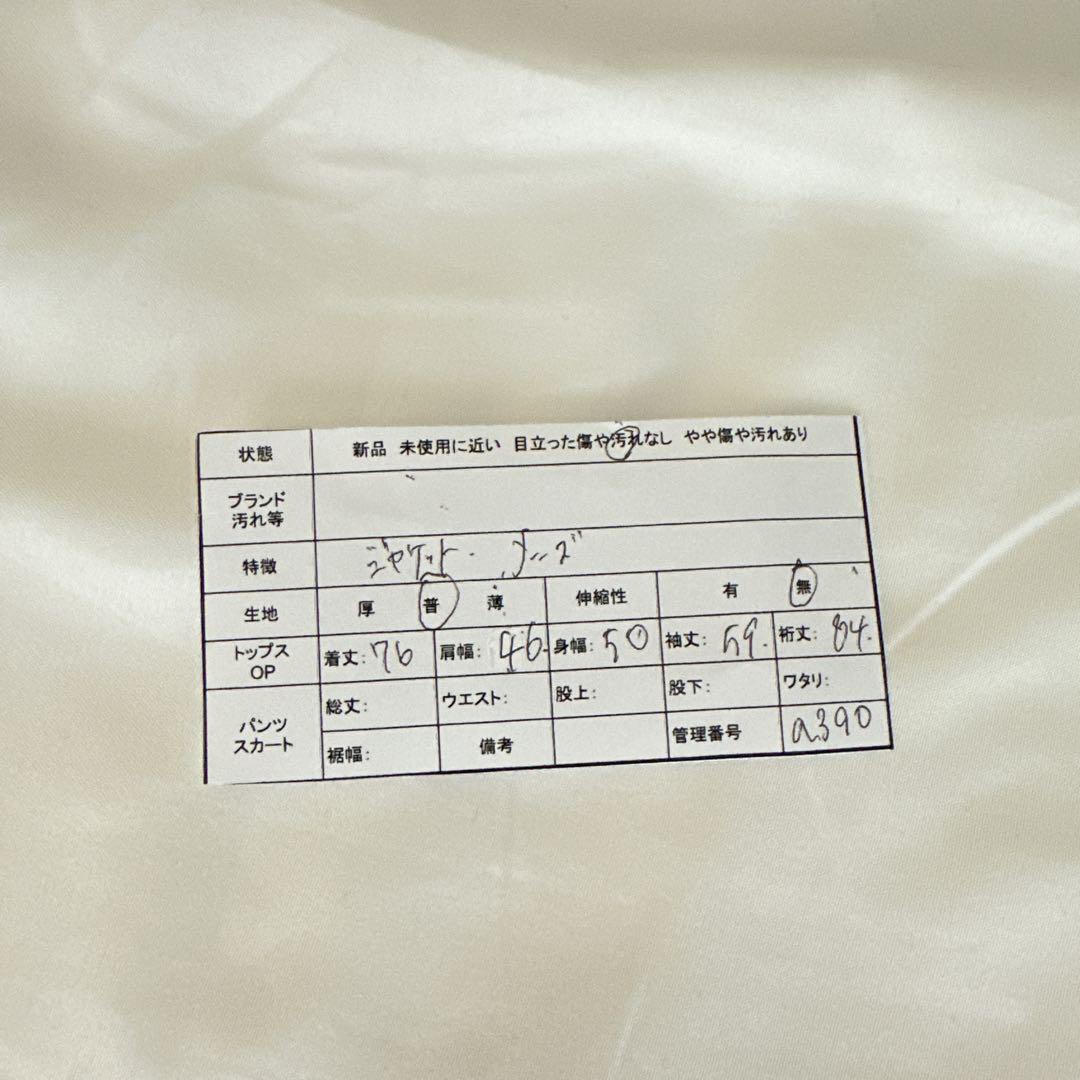 状態 新品 未使用に近い 目立った傷や汚れなし やや傷や汚れあり
ブランド
汚れ等
特徴 ジャケット・メンズ
生地 厚 普 薄 伸縮性 有 無
トップス
OP
着丈:76 肩幅:46. 身幅:50 袖丈:59. 裄丈:84.
パンツ
スカート
総丈: ウエスト: 股上: 股下: ワタリ:
裾幅: 備考 管理番号 a390